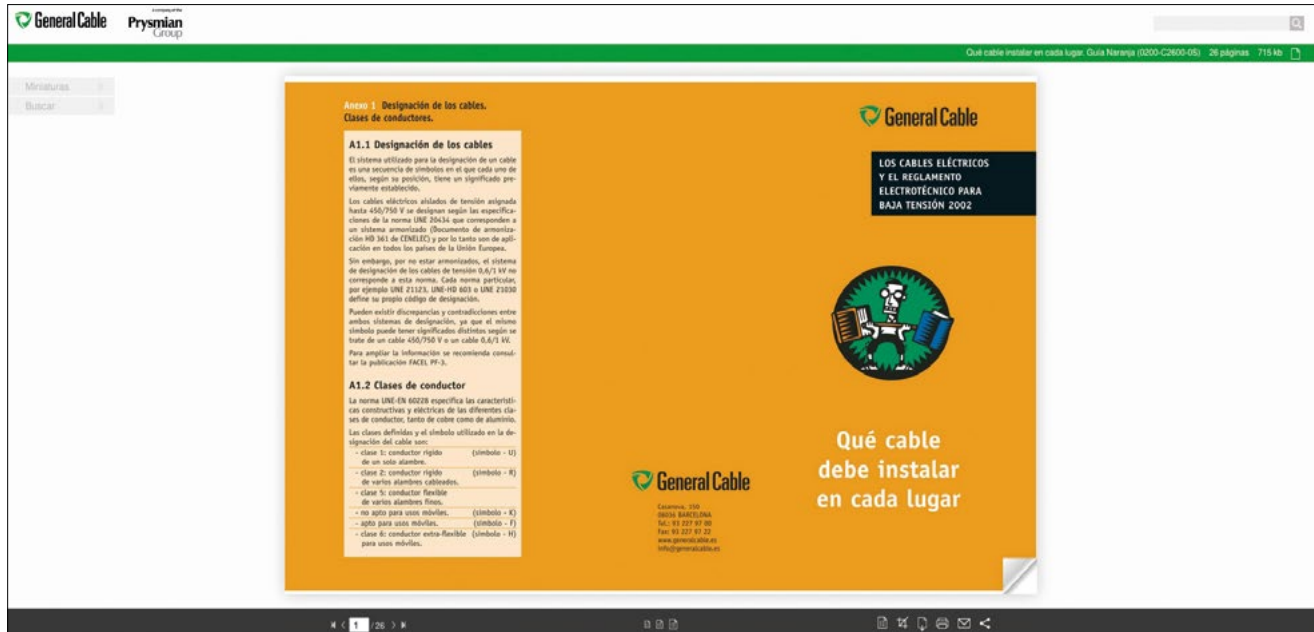 General Cable
A company of the
Prysmian
Group
Qué cable instalar en cada lugar. Guía Naranja (0200-C2600-05) 26 páginas 715 kb
Miniaturas
Buscar
Anexo 1 Designación de los cables.
Clases de conductores.
A1.1 Designación de los cables
El sistema utilizado para la designación de un cable
es una secuencia de símbolos en el que cada uno de
ellos, según su posición, tiene un significado pre-
viamente establecido.
Los cables eléctricos aislados de tensión asignada
hasta 450/750 V se designan según las especifica-
ciones de la norma UNE 20434 que corresponden a
un sistema armonizado (Documento de armoniza-
ción HD 361 de CENELEC) y por lo tanto son de apli-
cación en todos los países de la Unión Europea.
Sin embargo, por no estar armonizados, el sistema
de designación de los cables de tensión 0,6/1 kV no
corresponde a esta norma. Cada norma particular,
por ejemplo UNE 21123, UNE-HD 603 o UNE 21030
define su propio código de designación.
Pueden existir discrepancias y contradicciones entre
ambos sistemas de designación, ya que el mismo
símbolo puede tener significados distintos según se
trate de un cable 450/750 V o un cable 0,6/1 kV.
Para ampliar la información se recomienda consul-
tar la publicación FACEL PF-3.
A1.2 Clases de conductor
La norma UNE-EN 60228 especifica las característi-
cas constructivas y eléctricas de las diferentes cla-
ses de conductor, tanto de cobre como de aluminio.
Las clases definidas y el símbolo utilizado en la de-
signación del cable son:
- clase 1: conductor rígido (símbolo - U)
de un solo alambre.
- clase 2: conductor rígido (símbolo - R)
de varios alambres cableados.
- clase 5: conductor flexible
de varios alambres finos.
- no apto para usos móviles. (símbolo - K)
- apto para usos móviles. (símbolo - F)
- clase 6: conductor extra-flexible (símbolo - H)
para usos móviles.
General Cable
Casanova, 150
08036 BARCELONA
Tel.: 93 227 97 00
Fax: 93 227 97 22
www.generalcable.es
info@generalcable.es
General Cable
LOS CABLES ELÉCTRICOS
Y EL REGLAMENTO
ELECTROTÉCNICO PARA
BAJA TENSIÓN 2002
Qué cable
debe instalar
en cada lugar
1 /26